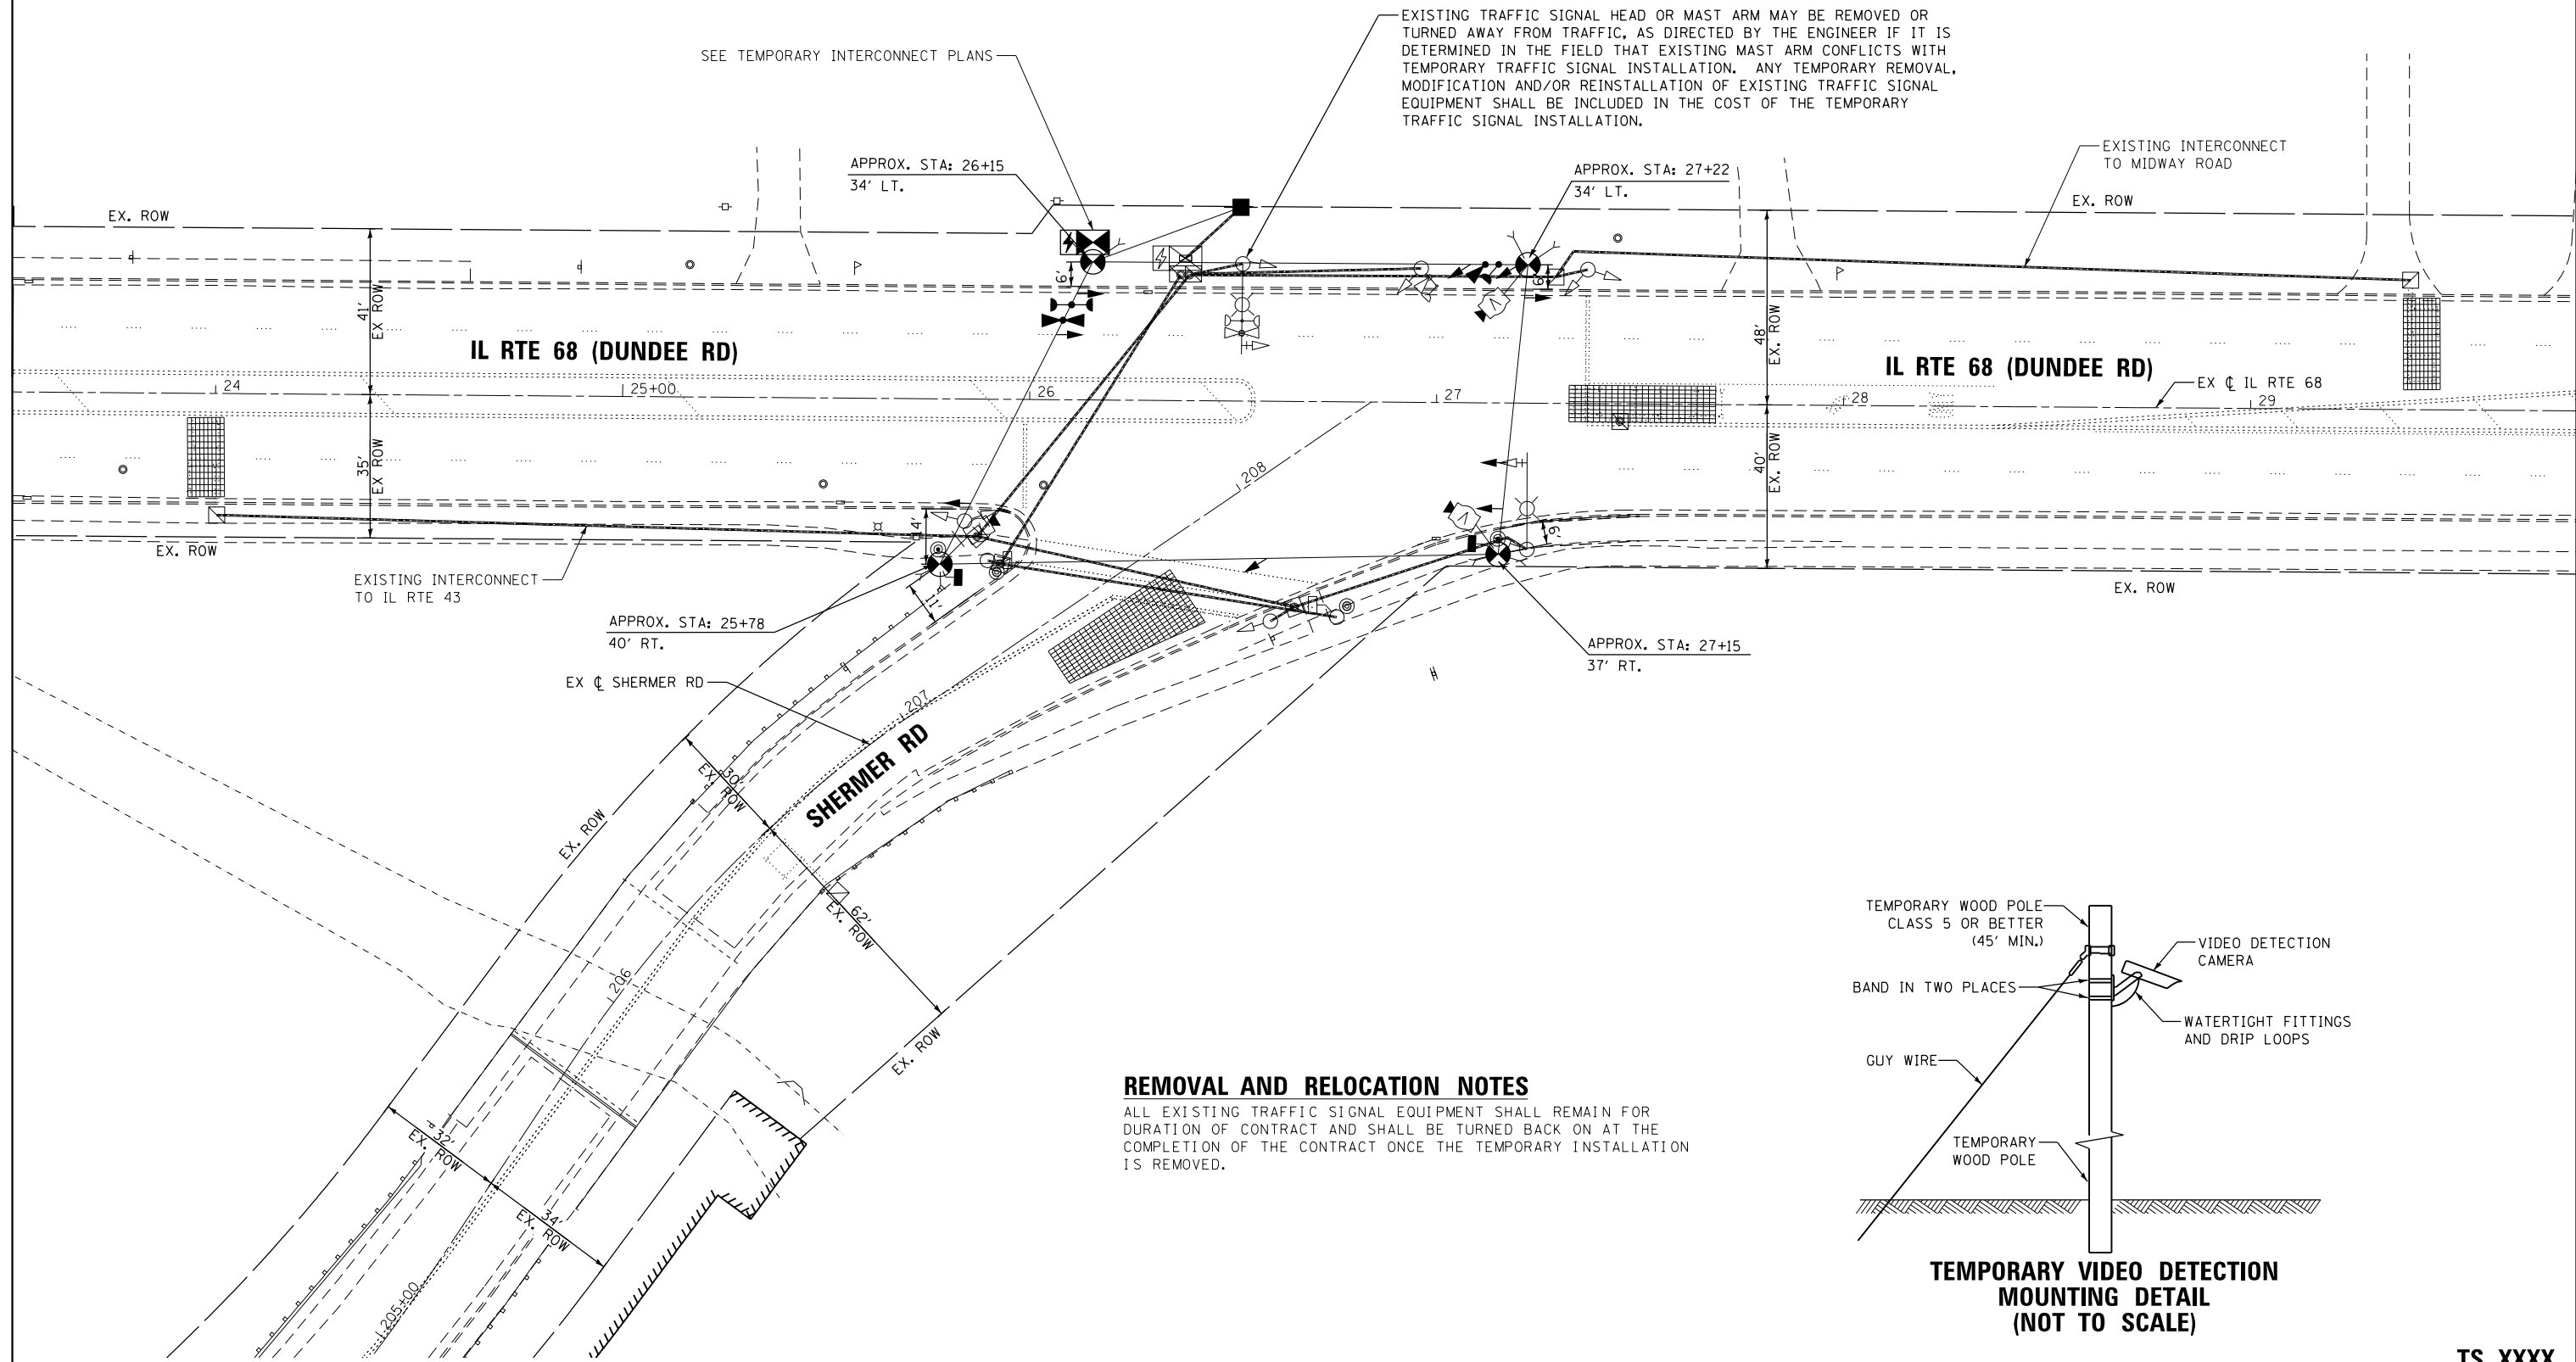 EXISTING TRAFFIC SIGNAL HEAD OR MAST ARM MAY BE REMOVED OR
TURNED AWAY FROM TRAFFIC, AS DIRECTED BY THE ENGINEER IF IT IS
DETERMINED IN THE FIELD THAT EXISTING MAST ARM CONFLICTS WITH
TEMPORARY TRAFFIC SIGNAL INSTALLATION. ANY TEMPORARY REMOVAL,
MODIFICATION AND/OR REINSTALLATION OF EXISTING TRAFFIC SIGNAL
EQUIPMENT SHALL BE INCLUDED IN THE COST OF THE TEMPORARY
TRAFFIC SIGNAL INSTALLATION.
SEE TEMPORARY INTERCONNECT PLANS
EXISTING INTERCONNECT
TO MIDWAY ROAD
APPROX. STA: 26+15
34' LT.
APPROX. STA: 27+22
34' LT.
EX. ROW
EX. ROW
6'
6'
41'
EX ROW
48'
EX. ROW
IL RTE 68 (DUNDEE RD)
IL RTE 68 (DUNDEE RD)
EX ℄ IL RTE 68
24
25+00
26
27
28
29
35'
EX ROW
40'
EX. ROW
208
14'
6'
EX. ROW
EXISTING INTERCONNECT
TO IL RTE 43
11'
EX. ROW
APPROX. STA: 25+78
40' RT.
APPROX. STA: 27+15
37' RT.
EX ℄ SHERMER RD
207
SHERMER RD
30'
EX. ROW
EX. ROW
62'
EX. ROW
206
EX. ROW
32'
EX. ROW
34'
EX. ROW
205+00
REMOVAL AND RELOCATION NOTES
ALL EXISTING TRAFFIC SIGNAL EQUIPMENT SHALL REMAIN FOR
DURATION OF CONTRACT AND SHALL BE TURNED BACK ON AT THE
COMPLETION OF THE CONTRACT ONCE THE TEMPORARY INSTALLATION
IS REMOVED.
TEMPORARY WOOD POLE
CLASS 5 OR BETTER
(45' MIN.)
VIDEO DETECTION
CAMERA
BAND IN TWO PLACES
WATERTIGHT FITTINGS
AND DRIP LOOPS
GUY WIRE
TEMPORARY
WOOD POLE
TEMPORARY VIDEO DETECTION
MOUNTING DETAIL
(NOT TO SCALE)
TS XXXX